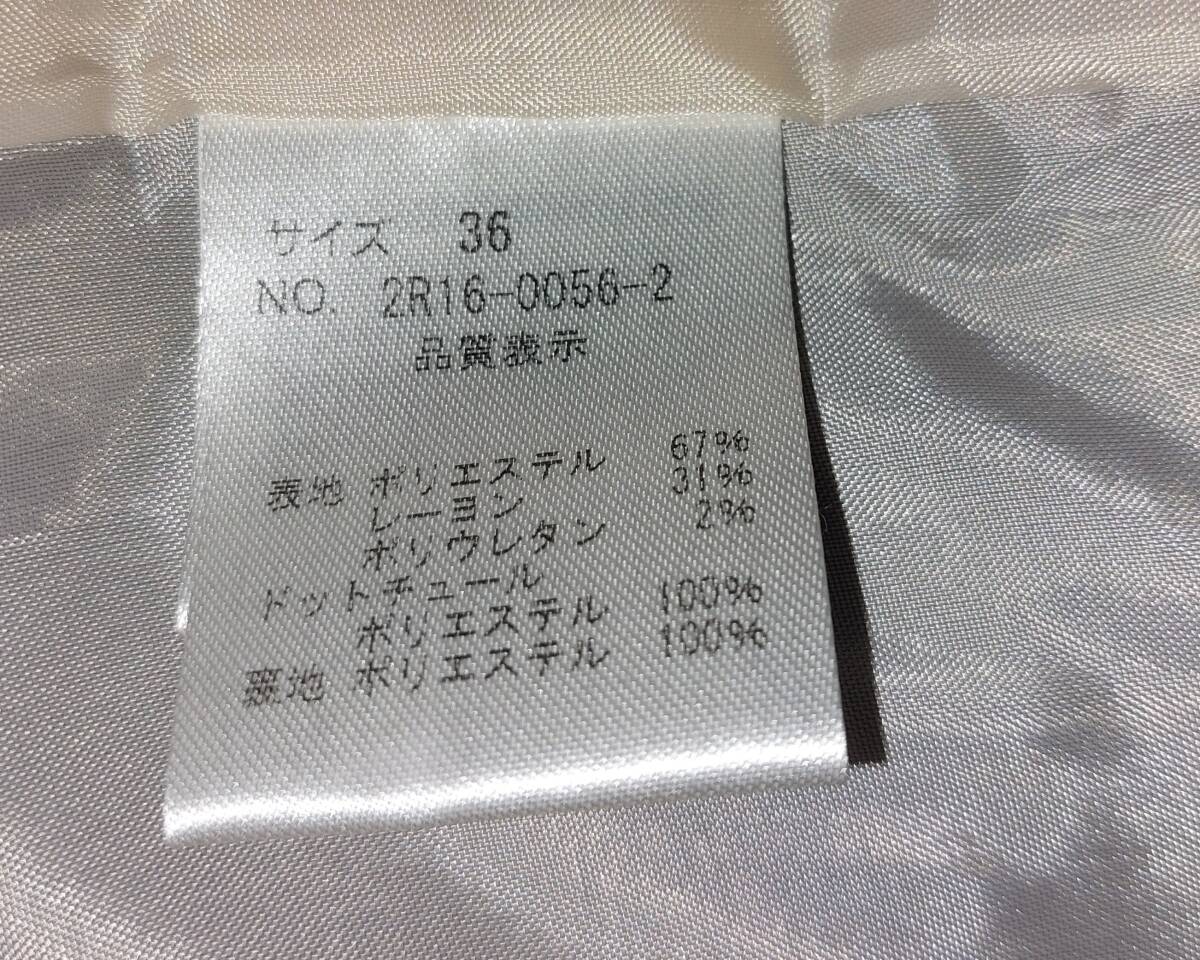 サイズ 36
NO. 2R16-0056-2
品質表示
表地 ポリエステル 67%
レーヨン 31%
ポリウレタン 2%
ドットチュール
ポリエステル 100%
裏地 ポリエステル 100%